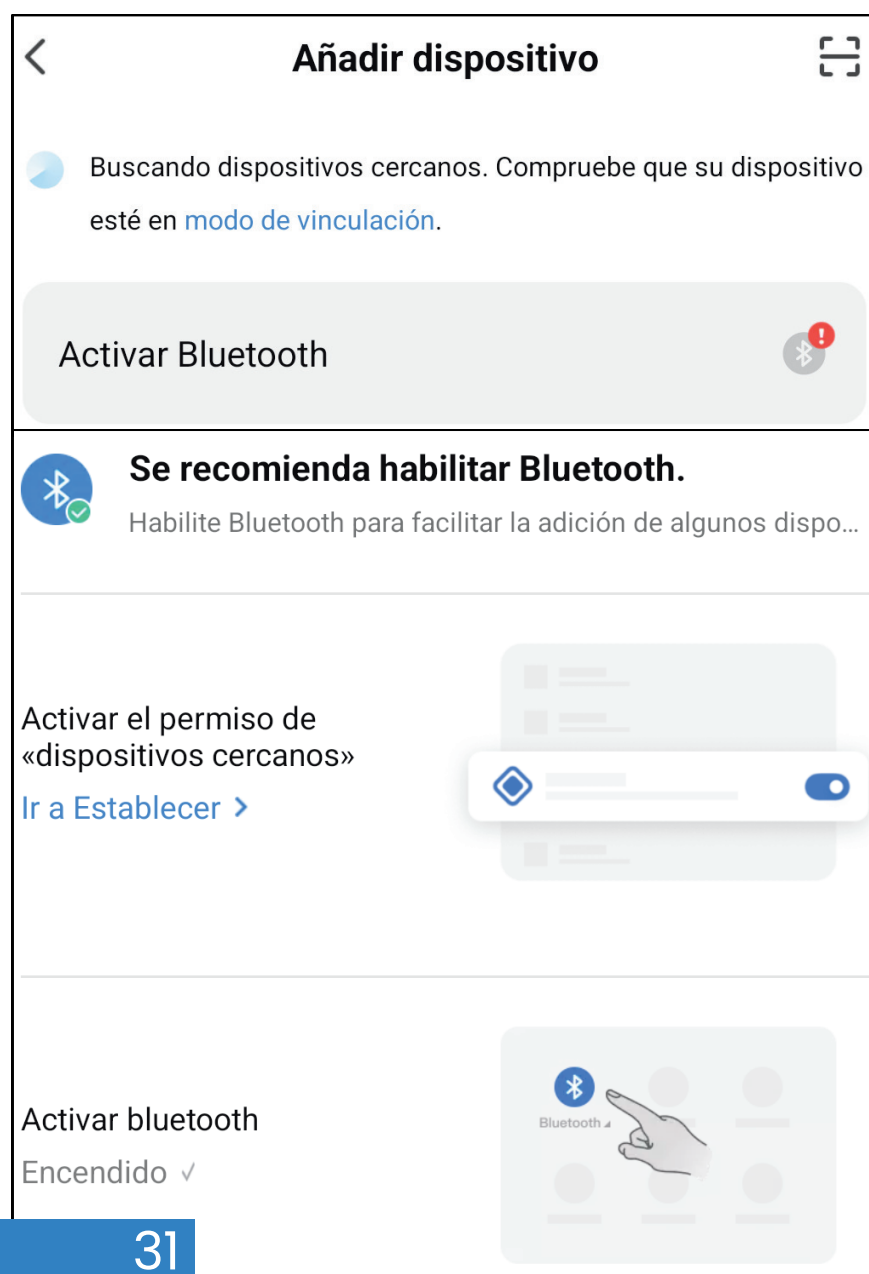 Añadir dispositivo
Buscando dispositivos cercanos. Compruebe que su dispositivo
esté en modo de vinculación.
Activar Bluetooth
Se recomienda habilitar Bluetooth.
Habilite Bluetooth para facilitar la adición de algunos dispo...
Activar el permiso de
«dispositivos cercanos»
Ir a Establecer >
Bluetooth
Activar bluetooth
Encendido ✓
31